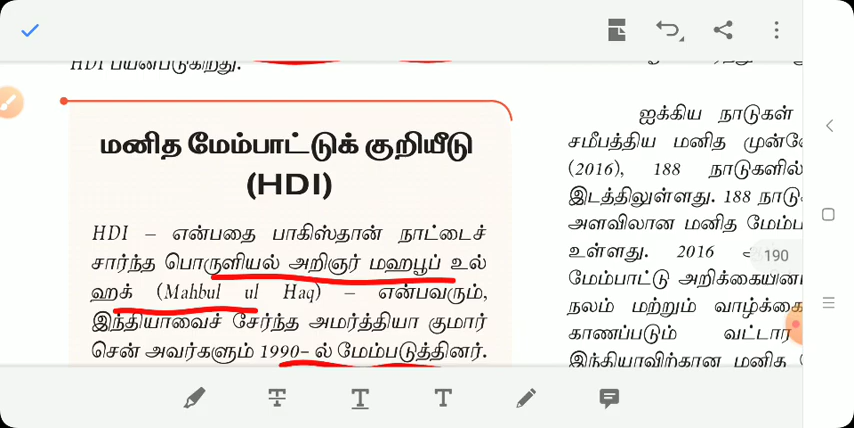 HDI பயன்படுகிறது.
மனித மேம்பாட்டுக் குறியீடு
(HDI)
HDI – என்பதை பாகிஸ்தான் நாட்டைச்
சார்ந்த பொருளியல் அறிஞர் மஹபூப் உல்
ஹக் (Mahbul ul Haq) – என்பவரும்,
இந்தியாவைச் சேர்ந்த அமர்த்தியா குமார்
சென் அவர்களும் 1990– ல் மேம்படுத்தினர்.
ஐக்கிய நாடுகள்
சமீபத்திய மனித முன்னே
(2016), 188 நாடுகளில்
இடத்திலுள்ளது. 188 நாடு
அளவிலான மனித மேம்ப
உள்ளது. 2016
190
மேம்பாட்டு அறிக்கையின
நலம் மற்றும் வாழ்க்கை
காணப்படும் வட்டார
இந்தியாவிற்கான மனித
T
T
T